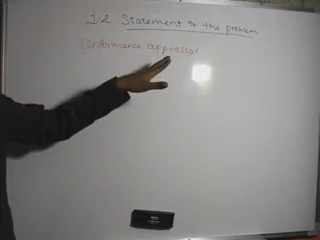 1.2 Statement of the problem
Performance appraisal